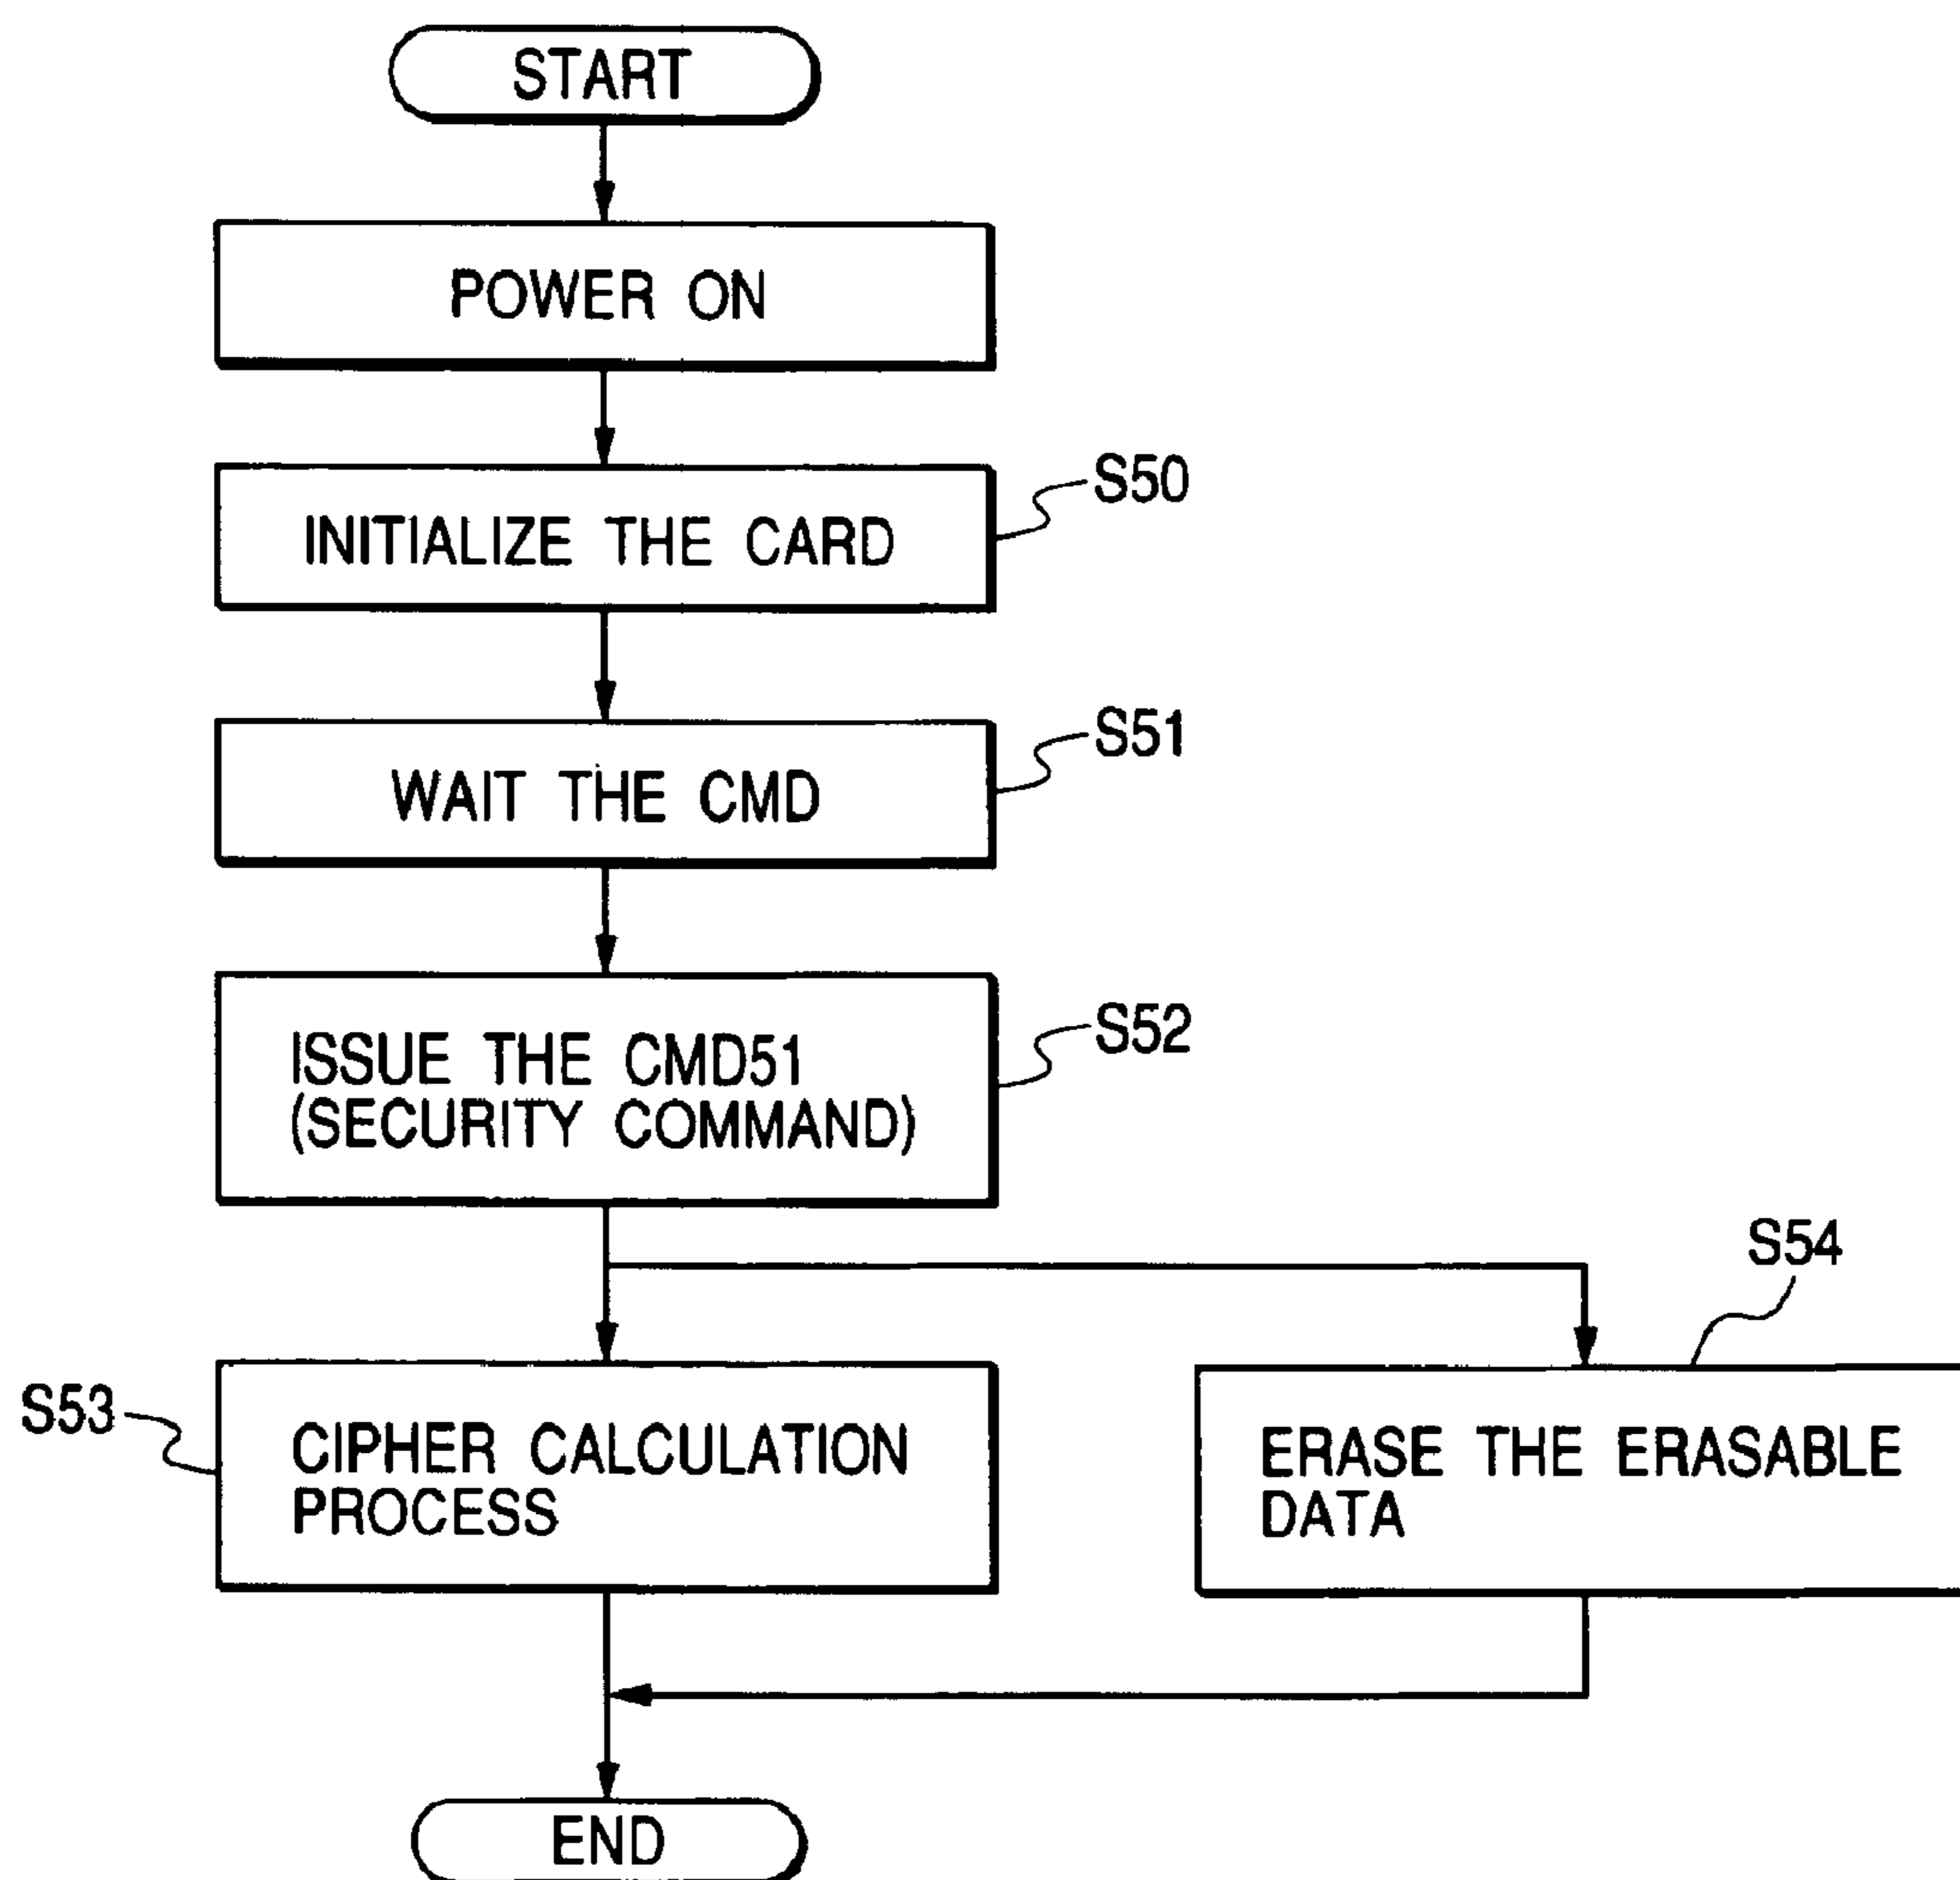 START
POWER ON
INITIALIZE THE CARD
S50
WAIT THE CMD
S51
ISSUE THE CMD51
(SECURITY COMMAND)
S52
S53
CIPHER CALCULATION
PROCESS
S54
ERASE THE ERASABLE
DATA
END